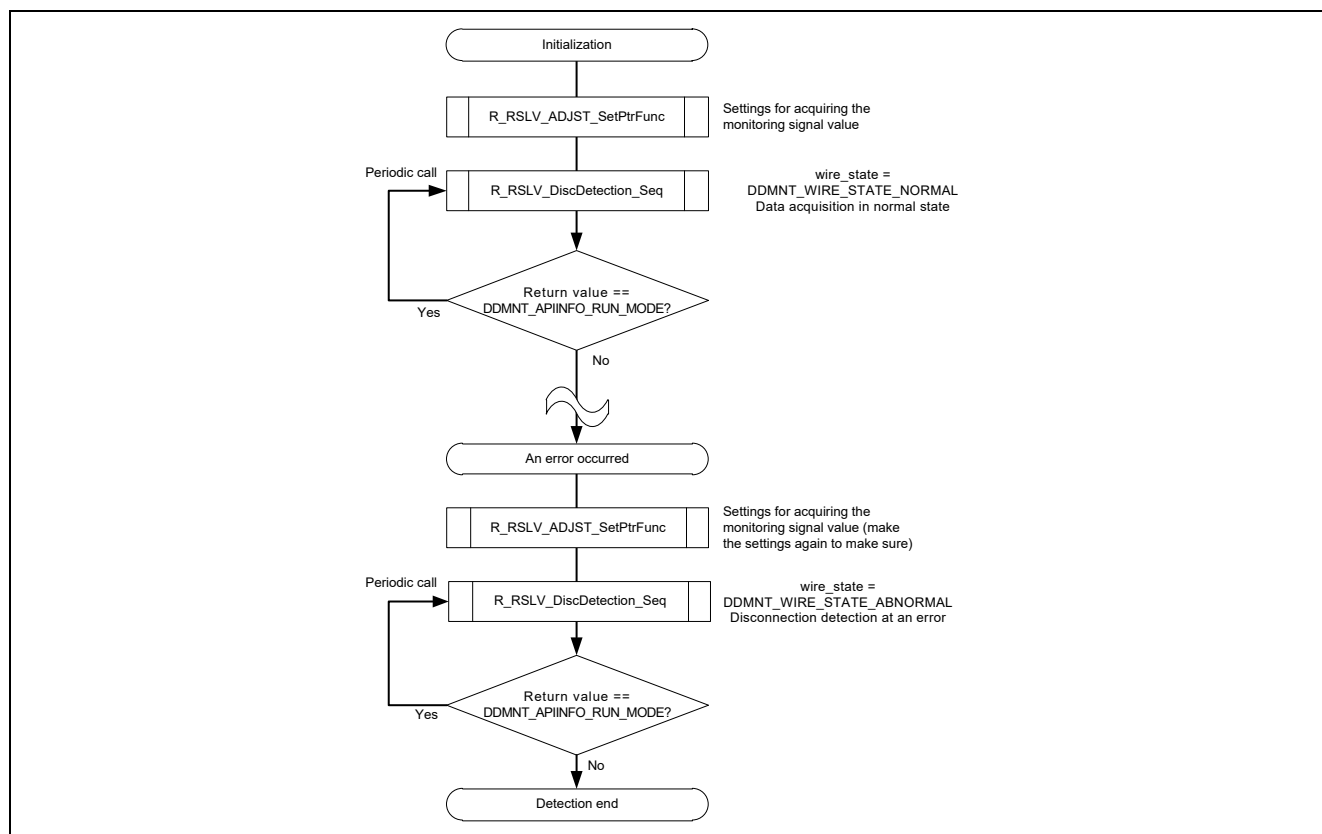 Initialization
R_RSLV_ADJST_SetPtrFunc
Settings for acquiring the
monitoring signal value
Periodic call
R_RSLV_DiscDetection_Seq
wire_state =
DDMNT_WIRE_STATE_NORMAL
Data acquisition in normal state
Return value ==
DDMNT_APIINFO_RUN_MODE?
Yes
No
An error occurred
R_RSLV_ADJST_SetPtrFunc
Settings for acquiring the
monitoring signal value (make
the settings again to make sure)
Periodic call
R_RSLV_DiscDetection_Seq
wire_state =
DDMNT_WIRE_STATE_ABNORMAL
Disconnection detection at an error
Return value ==
DDMNT_APIINFO_RUN_MODE?
Yes
No
Detection end